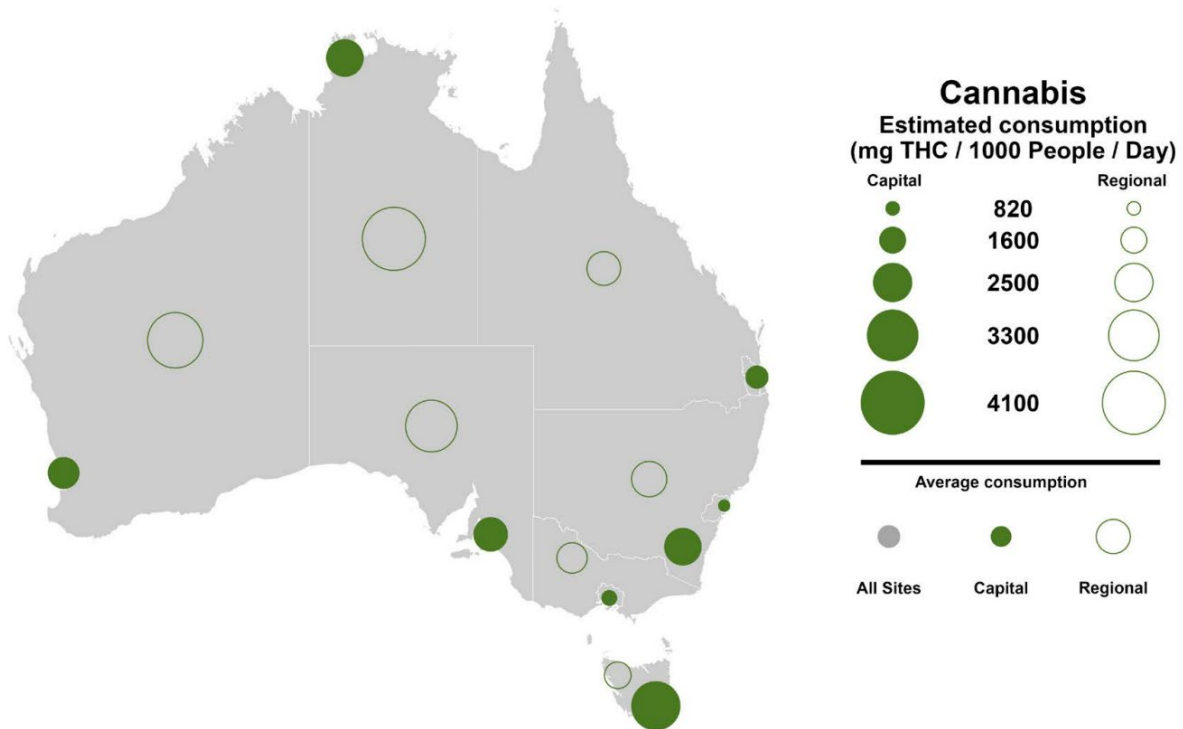 Cannabis
Estimated consumption
(mg THC / 1000 People / Day)
Capital Regional
820
1600
2500
3300
4100
Average consumption
All Sites Capital Regional